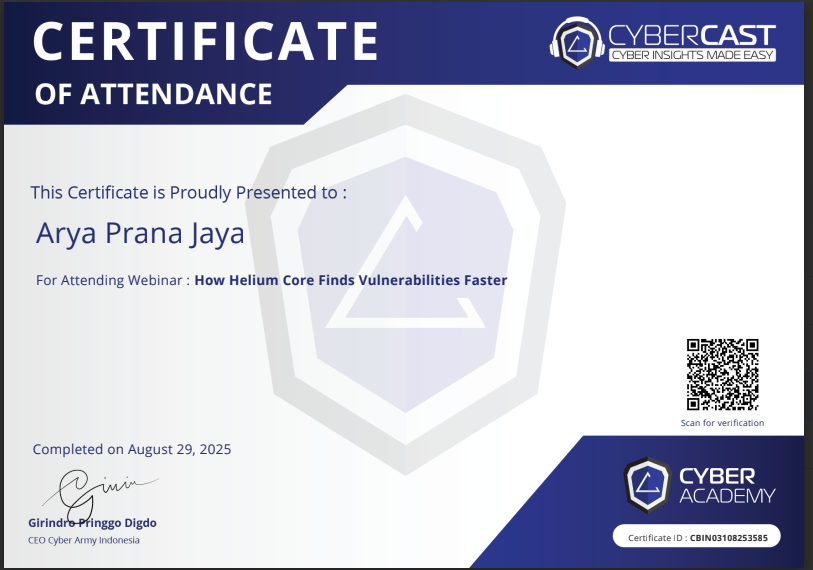 CERTIFICATE
OF ATTENDANCE
CYBERCAST
CYBER INSIGHTS MADE EASY
This Certificate is Proudly Presented to :
Arya Prana Jaya
For Attending Webinar : How Helium Core Finds Vulnerabilities Faster
Scan for verification
Completed on August 29, 2025
Girindro Pringgo Digdo
CEO Cyber Army Indonesia
CYBER
ACADEMY
Certificate ID : CBIN03108253585